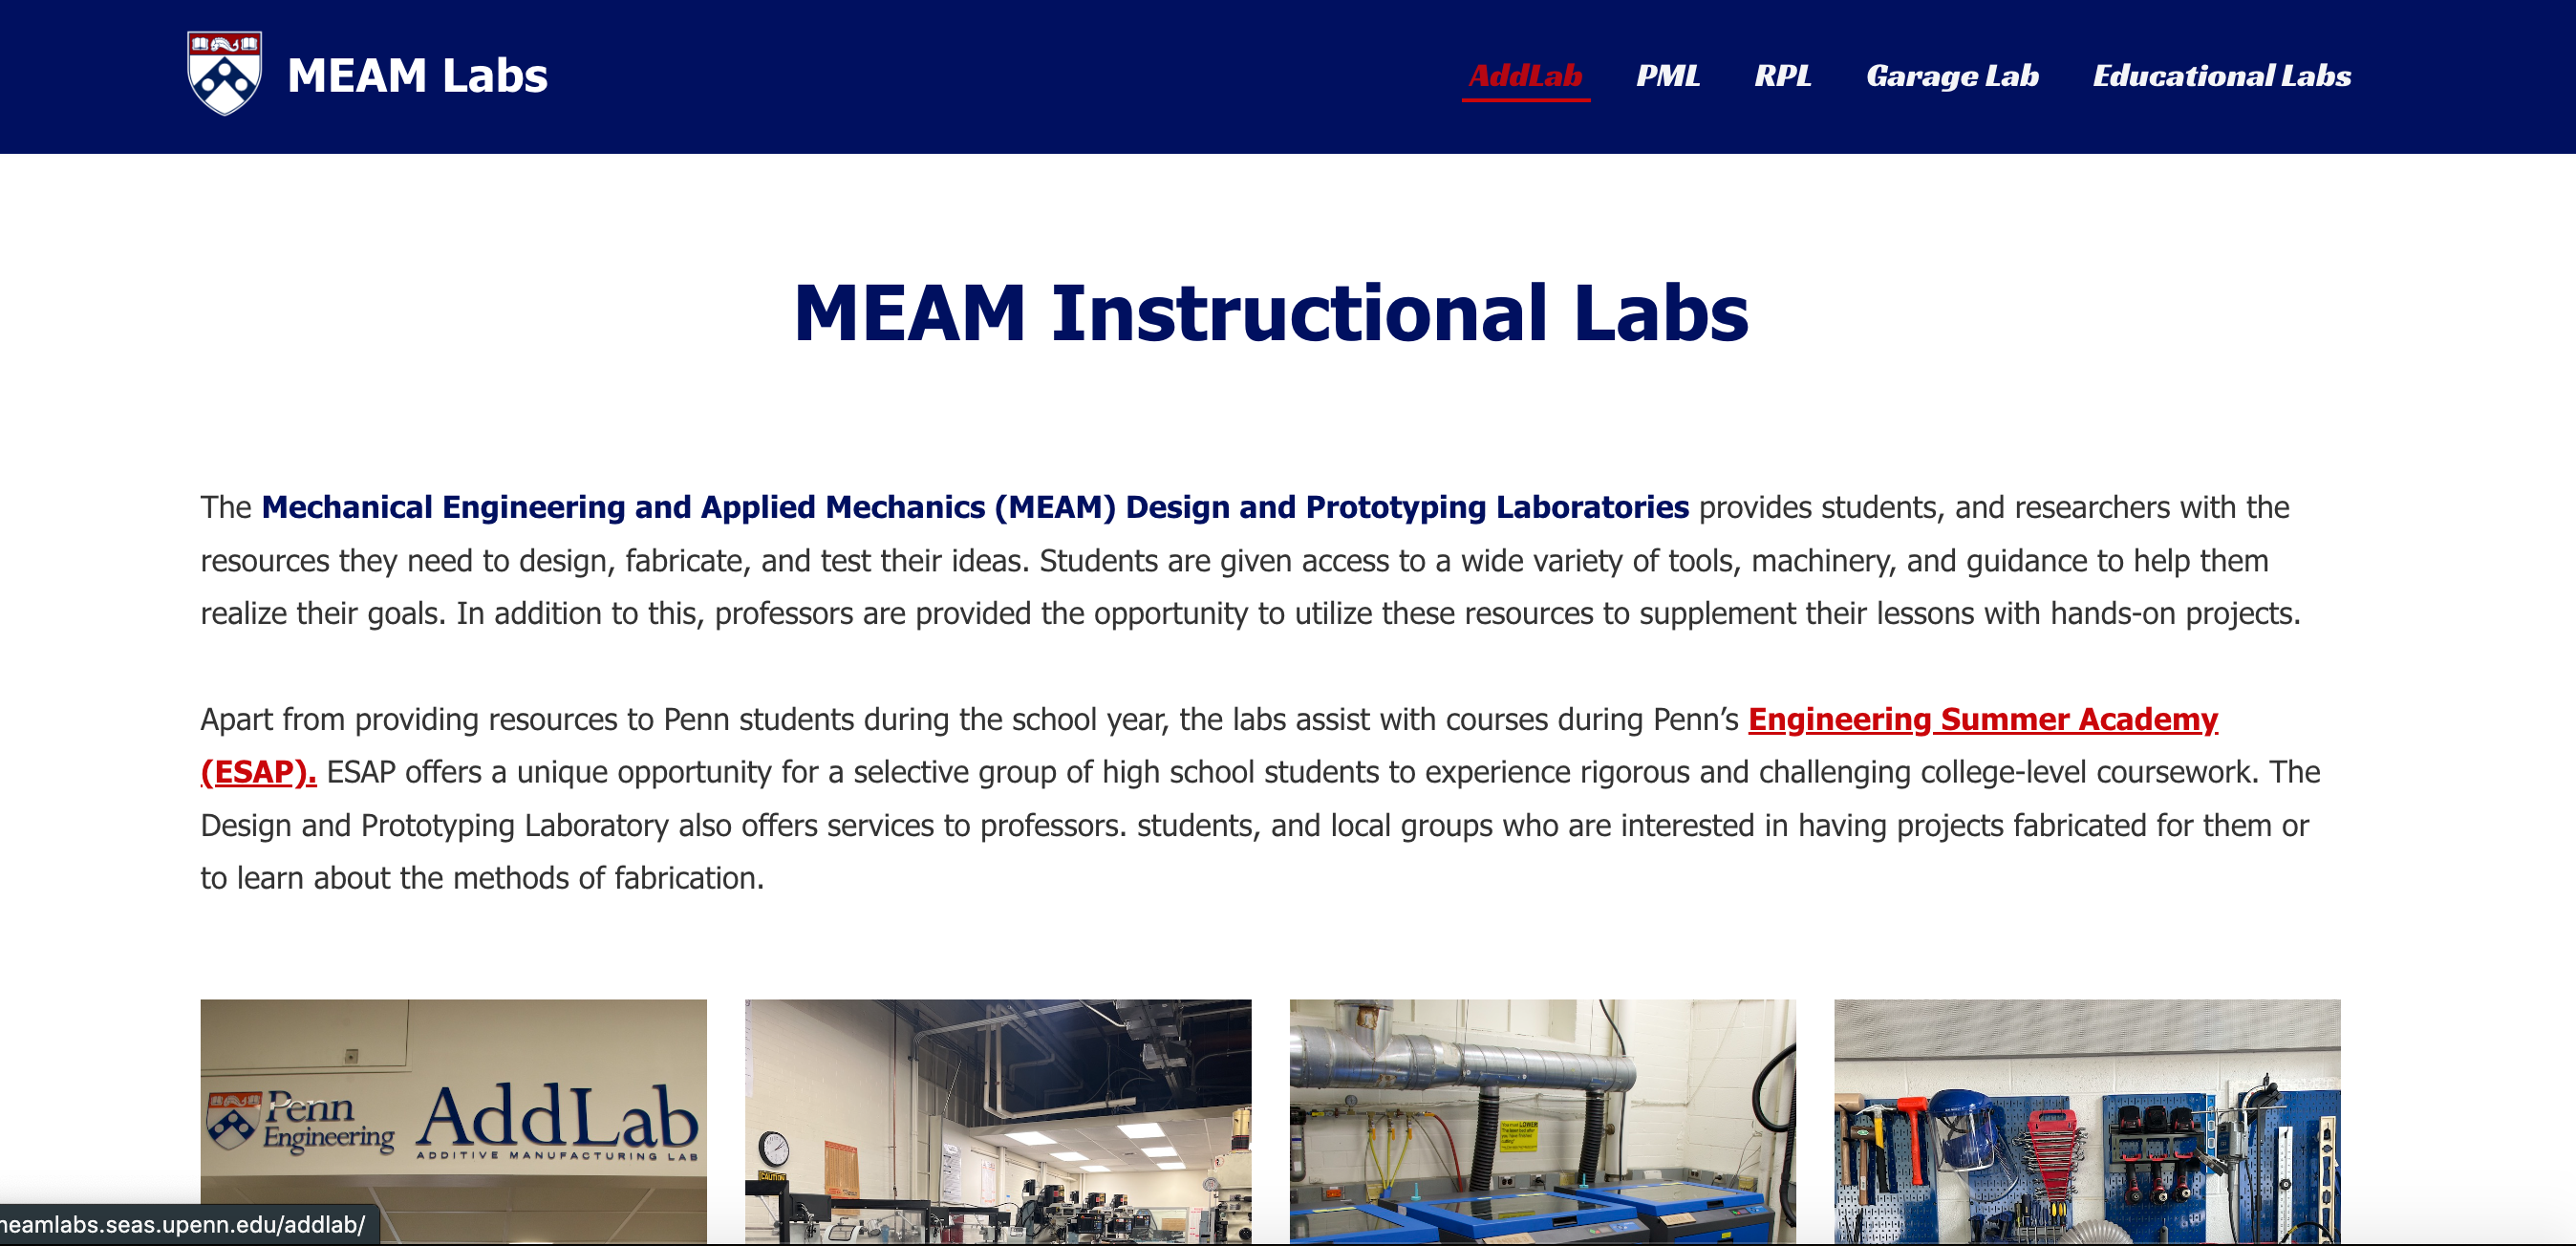 MEAM Labs
AddLab PML RPL Garage Lab Educational Labs
MEAM Instructional Labs
The Mechanical Engineering and Applied Mechanics (MEAM) Design and Prototyping Laboratories provides students, and researchers with the
resources they need to design, fabricate, and test their ideas. Students are given access to a wide variety of tools, machinery, and guidance to help them
realize their goals. In addition to this, professors are provided the opportunity to utilize these resources to supplement their lessons with hands-on projects.
Apart from providing resources to Penn students during the school year, the labs assist with courses during Penn’s Engineering Summer Academy
(ESAP). ESAP offers a unique opportunity for a selective group of high school students to experience rigorous and challenging college-level coursework. The
Design and Prototyping Laboratory also offers services to professors. students, and local groups who are interested in having projects fabricated for them or
to learn about the methods of fabrication.
Penn
Engineering
AddLab
ADDITIVE MANUFACTURING LAB
CAUTION
You must LOWER
neamlabs.seas.upenn.edu/addlab/